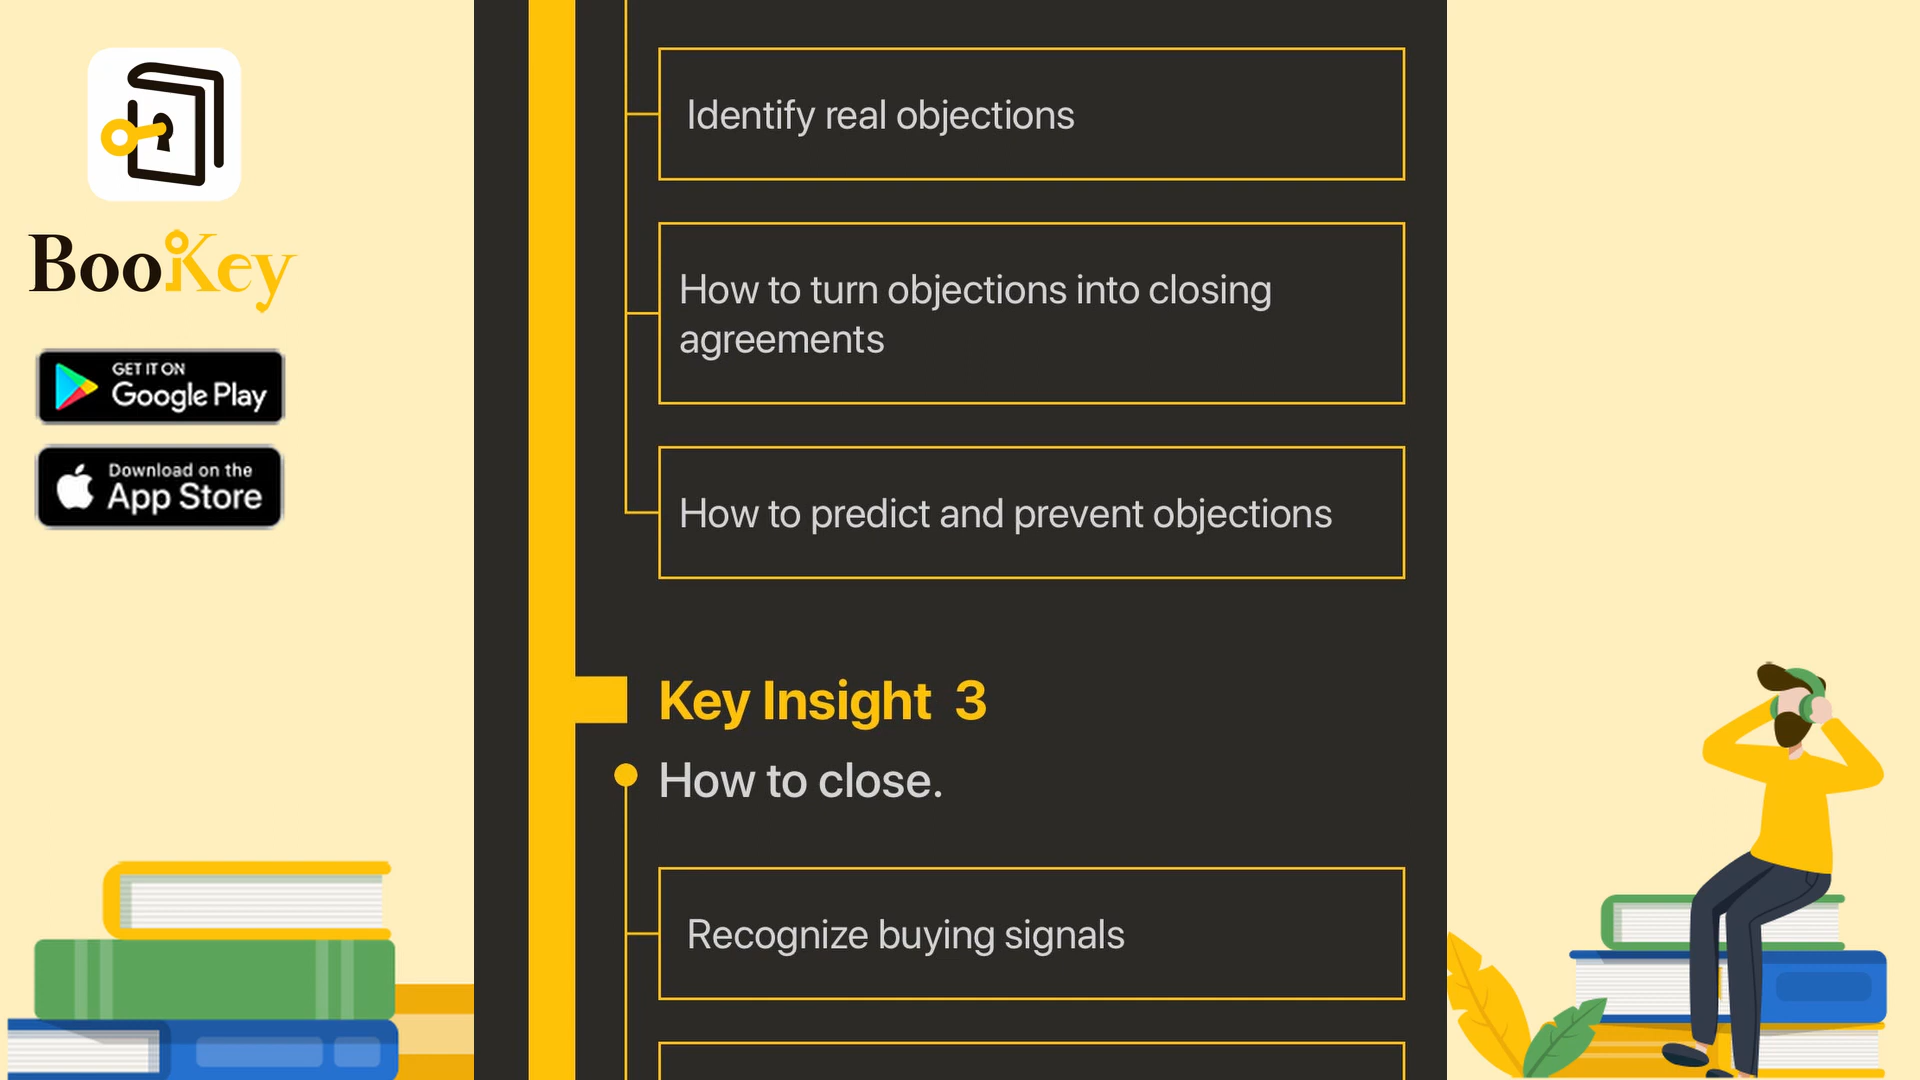 BooKey
GET IT ON
Google Play
Download on the
App Store
Identify real objections
How to turn objections into closing
agreements
How to predict and prevent objections
Key Insight 3
How to close.
Recognize buying signals